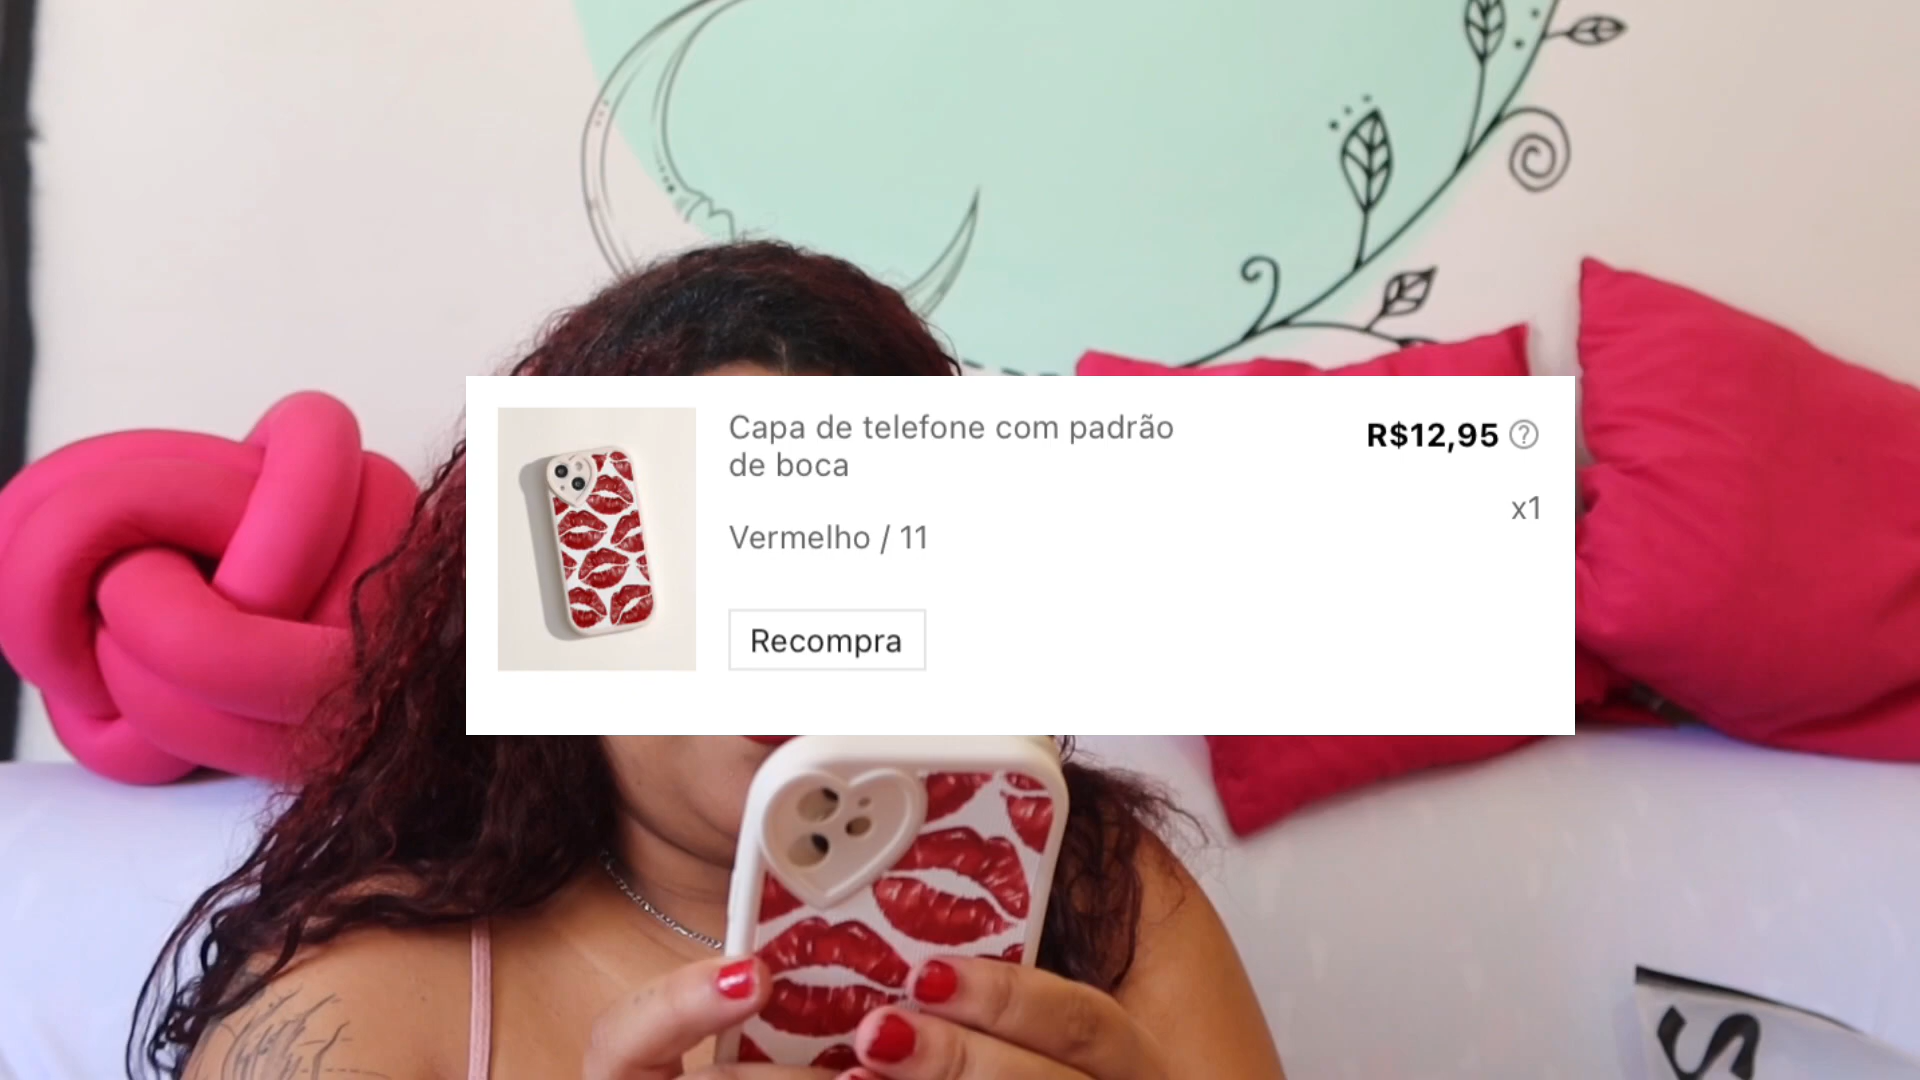 Capa de telefone com padrão
de boca
R$12,95 ?
x1
Vermelho / 11
Recompra
S